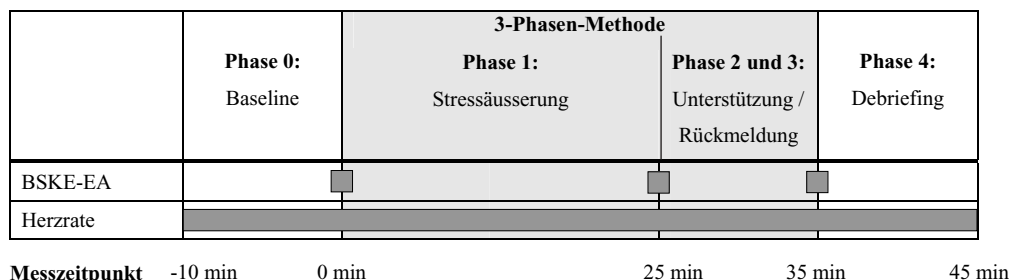 3-Phasen-Methode
Phase 0: Phase 1: Phase 2 und 3: Phase 4:
Baseline Stressäusserung Unterstützung / Debriefing
Rückmeldung
BSKE-EA
Herzrate
Messzeitpunkt -10 min 0 min 25 min 35 min 45 min